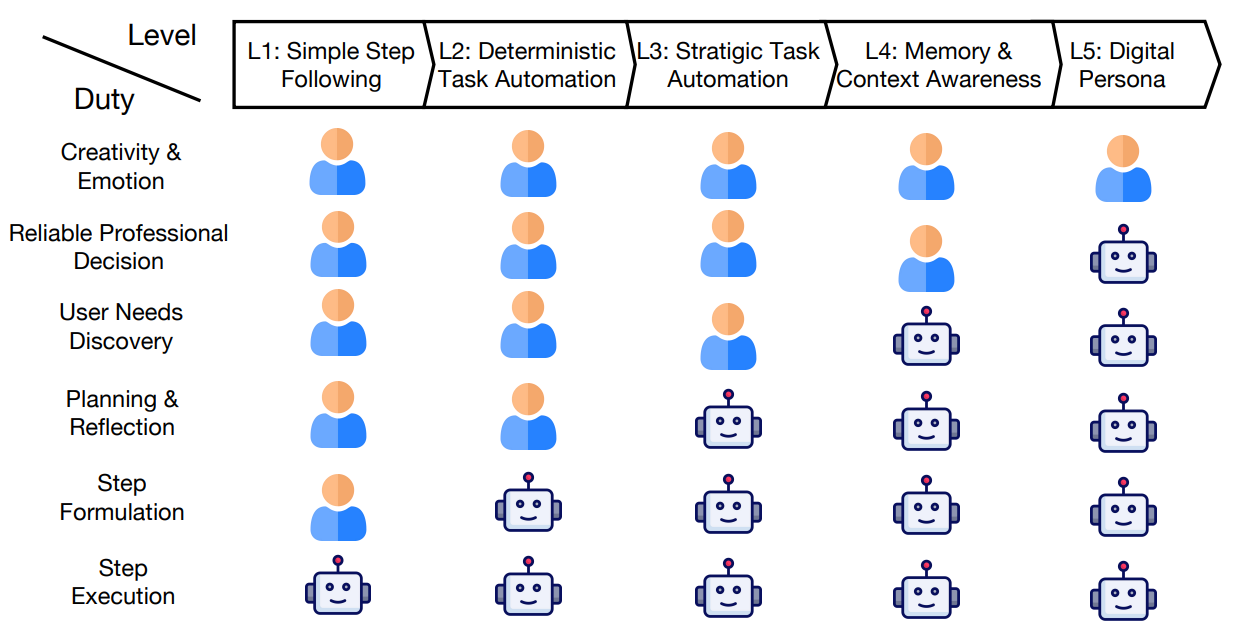 Level
Duty
L1: Simple Step
Following
L2: Deterministic
Task Automation
L3: Stratigic Task
Automation
L4: Memory &
Context Awareness
L5: Digital
Persona
Creativity &
Emotion
Reliable Professional
Decision
User Needs
Discovery
Planning &
Reflection
Step
Formulation
Step
Execution